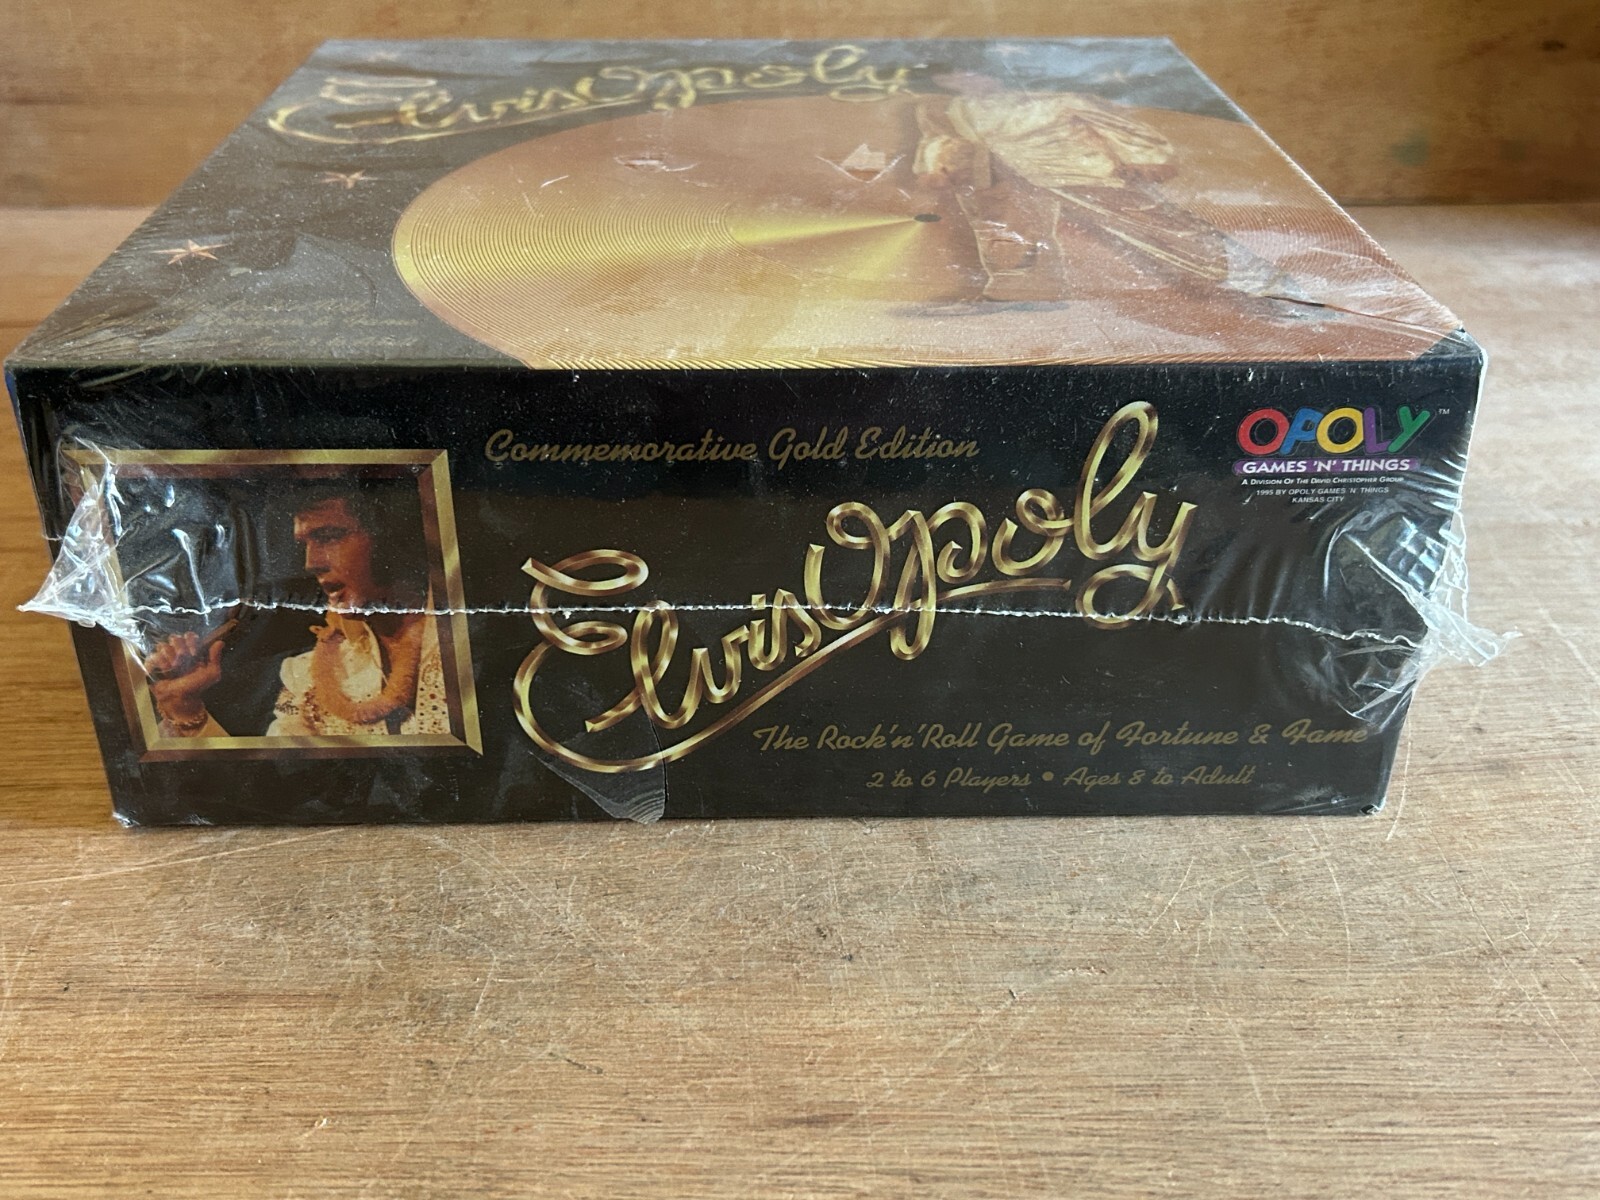 ElvisOpoly
Commemorative Gold Edition
OPOLY™
GAMES 'N' THINGS
A DIVISION OF THE DAVID CHRISTOPHER GROUP
1995 BY OPOLY GAMES 'N' THINGS
KANSAS CITY
ElvisOpoly
The Rock'n'Roll Game of Fortune & Fame
2 to 6 Players • Ages 8 to Adult